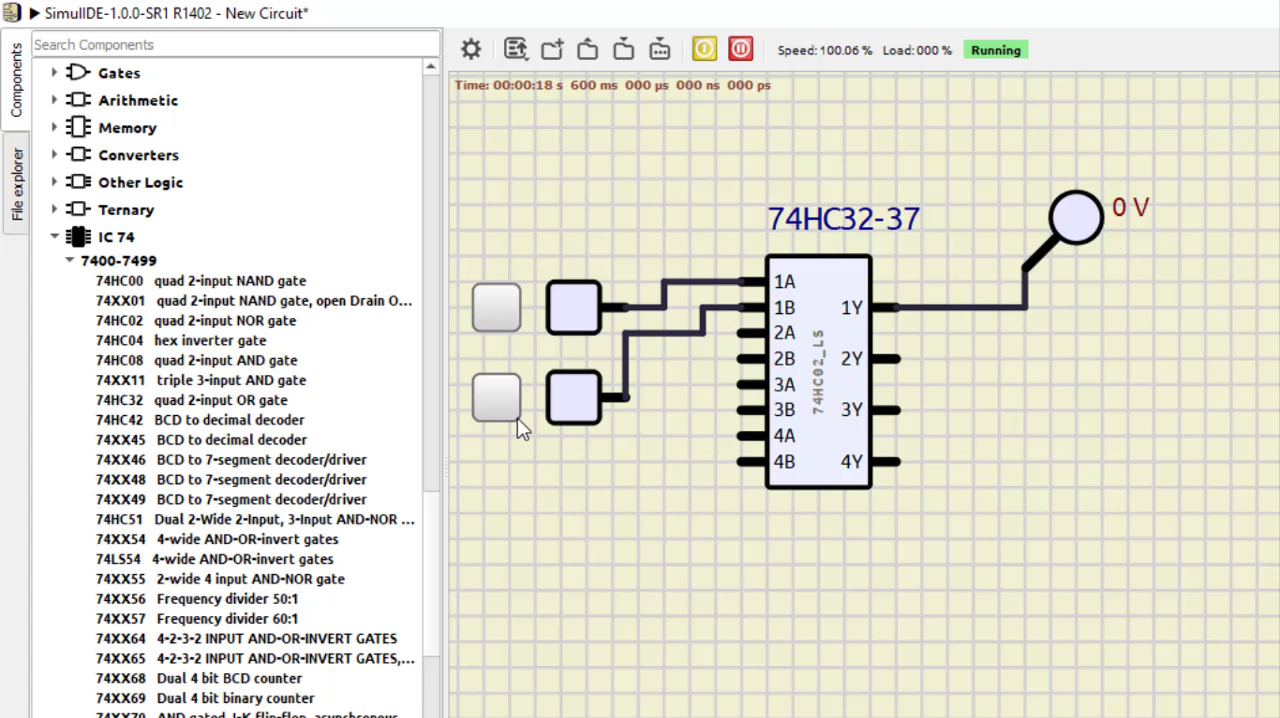 SimulIDE-1.0.0-SR1 R1402 - New Circuit*
Components
File explorer
Search Components
Gates
Arithmetic
Memory
Converters
Other Logic
Ternary
IC 74
7400-7499
74HC00 quad 2-input NAND gate
74XX01 quad 2-input NAND gate, open Drain O...
74HC02 quad 2-input NOR gate
74HC04 hex inverter gate
74HC08 quad 2-input AND gate
74XX11 triple 3-input AND gate
74HC32 quad 2-input OR gate
74HC42 BCD to decimal decoder
74XX45 BCD to decimal decoder
74XX46 BCD to 7-segment decoder/driver
74XX48 BCD to 7-segment decoder/driver
74XX49 BCD to 7-segment decoder/driver
74HC51 Dual 2-Wide 2-Input, 3-Input AND-NOR ...
74XX54 4-wide AND-OR-invert gates
74LS54 4-wide AND-OR-invert gates
74XX55 2-wide 4 input AND-NOR gate
74XX56 Frequency divider 50:1
74XX57 Frequency divider 60:1
74XX64 4-2-3-2 INPUT AND-OR-INVERT GATES
74XX65 4-2-3-2 INPUT AND-OR-INVERT GATES,...
74XX68 Dual 4 bit BCD counter
74XX69 Dual 4 bit binary counter
74XX70 AND gated J-K flip-flop, asynchronous
Speed: 100.06 % Load: 000 % Running
Time: 00:00:18 s 600 ms 000 µs 000 ns 000 ps
74HC32-37
0 V
1A
1B 1Y
2A
2B 2Y
3A
3B 3Y
4A
4B 4Y
74HC02_LS